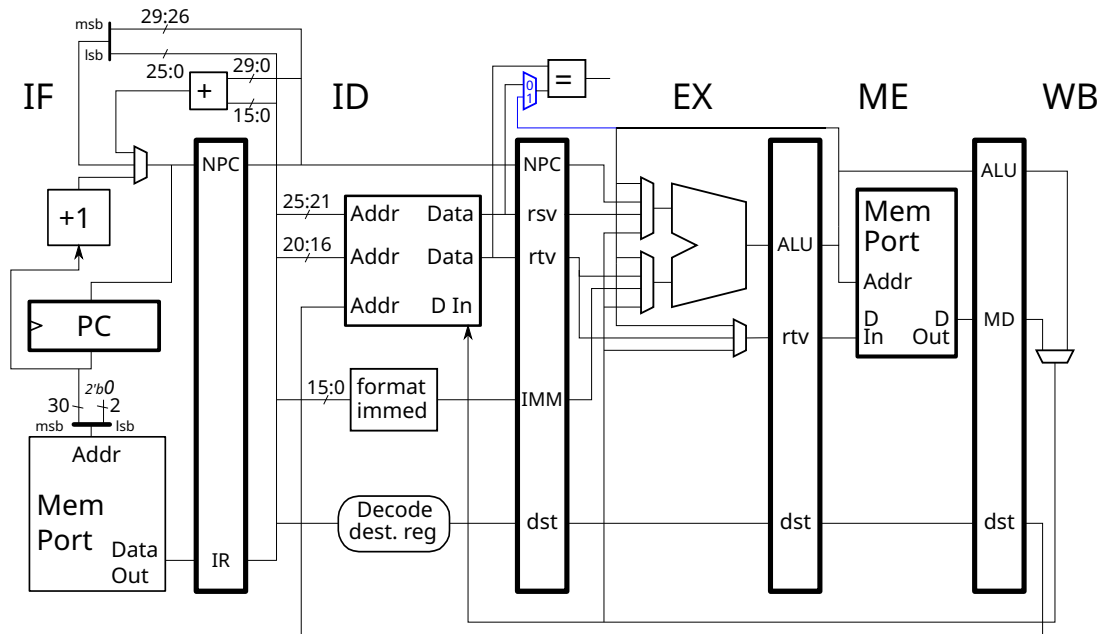 msb
29:26
lsb
25:0
29:0
15:0
+
=
0
1
IF
ID
EX
ME
WB
NPC
NPC
ALU
+1
25:21
Addr
Data
rsv
Mem
Port
20:16
Addr
Data
rtv
ALU
Addr
Addr
D In
PC
D
In
D
Out
MD
rtv
2'b0
15:0
format
immed
IMM
30
2
msb
lsb
Addr
Mem
Port
Data
Out
IR
Decode
dest. reg
dst
dst
dst